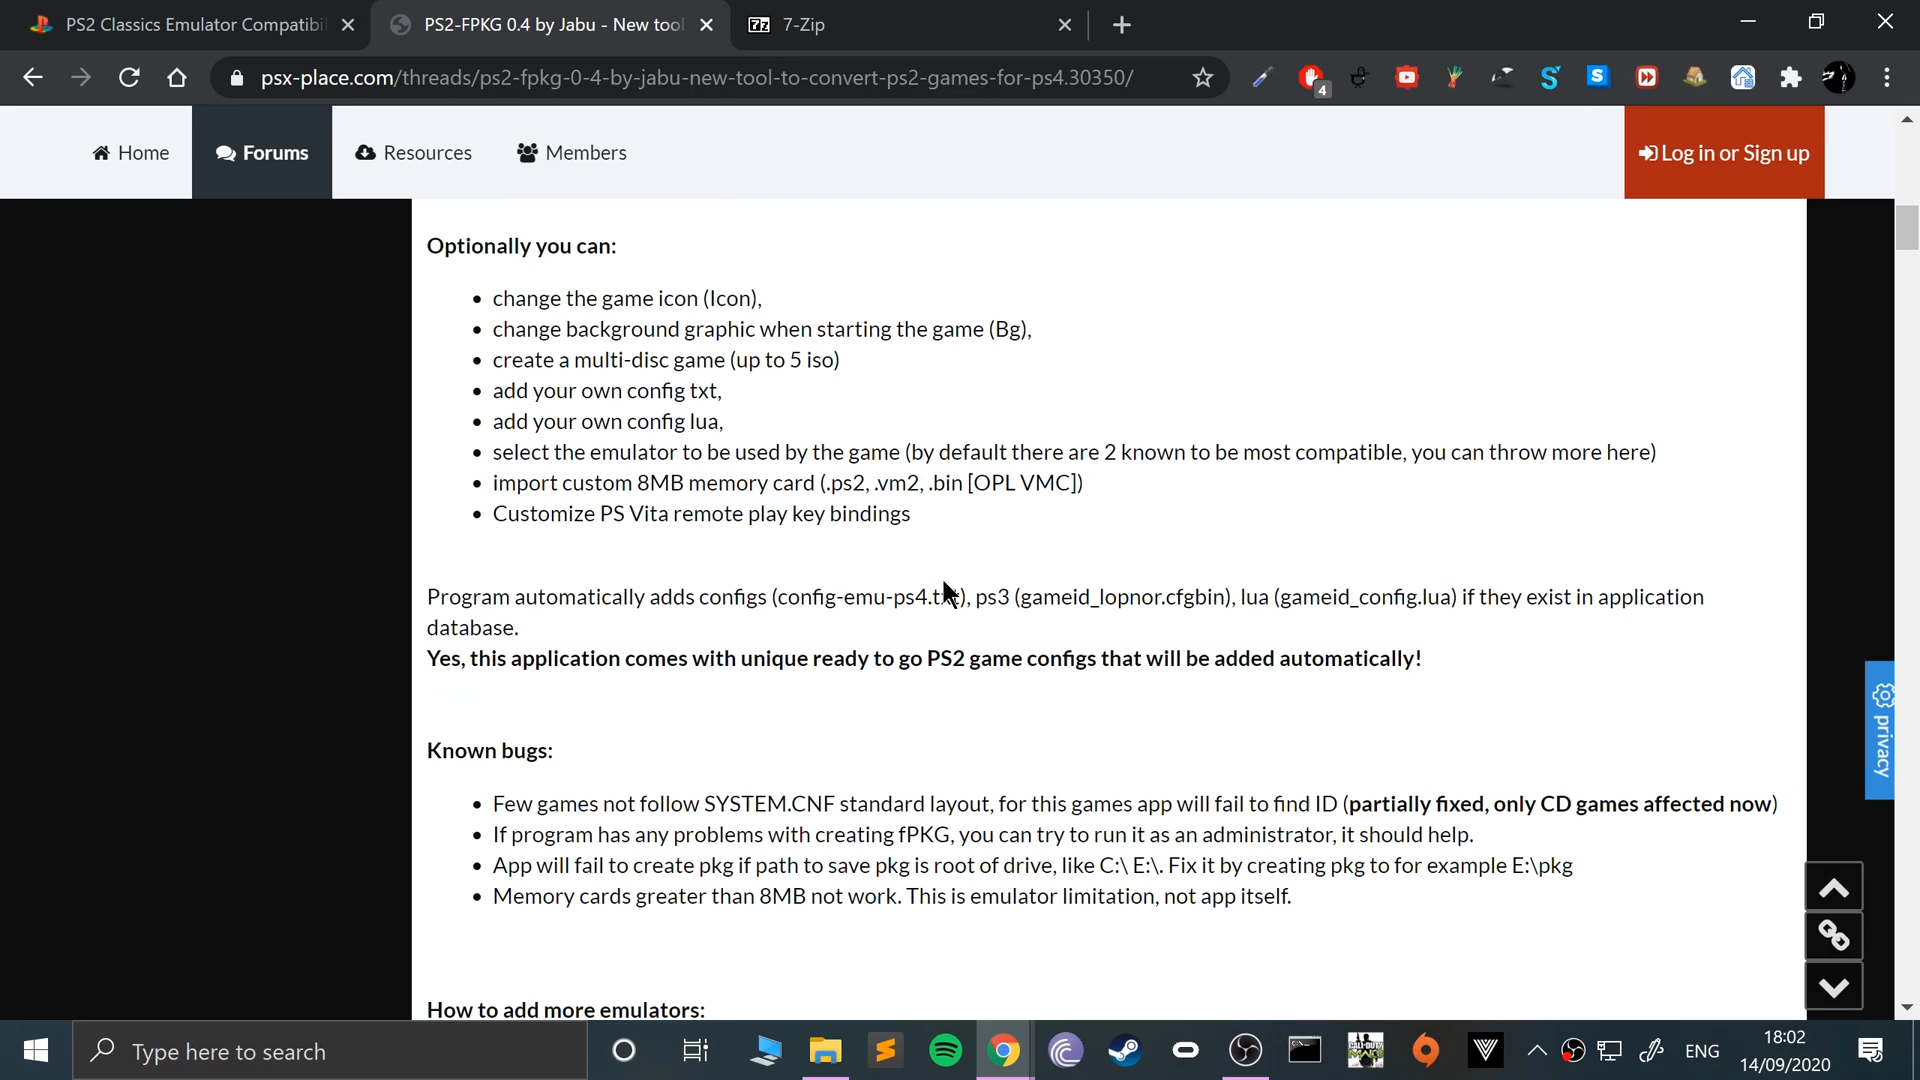 PS2 Classics Emulator Compatibil
PS2-FPKG 0.4 by Jabu - New tool
7z 7-Zip
psx-place.com/threads/ps2-fpkg-0-4-by-jabu-new-tool-to-convert-ps2-games-for-ps4.30350/
4
Home
Forums
Resources
Members
Log in or Sign up
Optionally you can:
• change the game icon (Icon),
• change background graphic when starting the game (Bg),
• create a multi-disc game (up to 5 iso)
• add your own config txt,
• add your own config lua,
• select the emulator to be used by the game (by default there are 2 known to be most compatible, you can throw more here)
• import custom 8MB memory card (.ps2, .vm2, .bin [OPL VMC])
• Customize PS Vita remote play key bindings
Program automatically adds configs (config-emu-ps4.txt), ps3 (gameid_lopnor.cfgbin), lua (gameid_config.lua) if they exist in application
database.
Yes, this application comes with unique ready to go PS2 game configs that will be added automatically!
privacy
Known bugs:
• Few games not follow SYSTEM.CNF standard layout, for this games app will fail to find ID (partially fixed, only CD games affected now)
• If program has any problems with creating fPKG, you can try to run it as an administrator, it should help.
• App will fail to create pkg if path to save pkg is root of drive, like C:\ E:\. Fix it by creating pkg to for example E:\pkg
• Memory cards greater than 8MB not work. This is emulator limitation, not app itself.
How to add more emulators:
Type here to search
ENG
18:02
14/09/2020